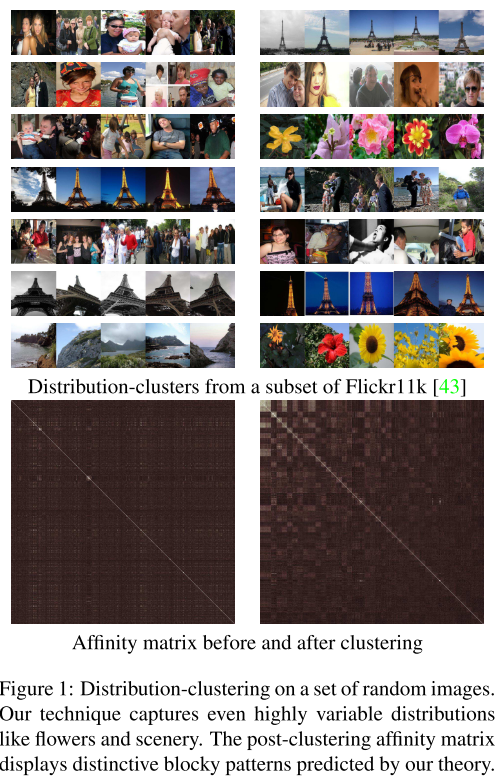 Distribution-clusters from a subset of Flickr11k [43]
Affinity matrix before and after clustering
Figure 1: Distribution-clustering on a set of random images.
Our technique captures even highly variable distributions
like flowers and scenery. The post-clustering affinity matrix
displays distinctive blocky patterns predicted by our theory.